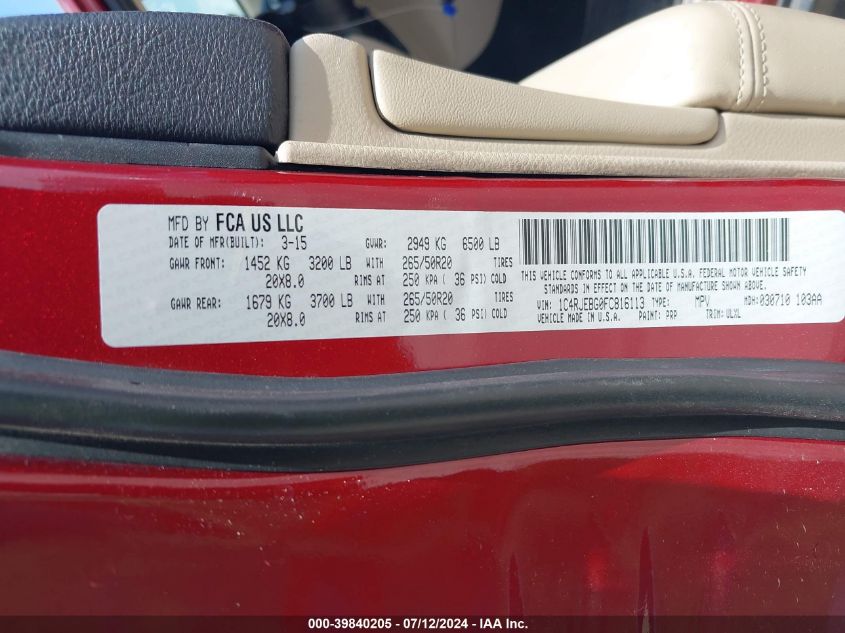 MFD BY FCA US LLC
DATE OF MFR(BUILT): 3-15 GVWR: 2949 KG 6500 LB
GAWR FRONT: 1452 KG 3200 LB WITH 265/50R20 TIRES
20X8.0 RIMS AT 250 KPA ( 36 PSI) COLD
GAWR REAR: 1679 KG 3700 LB WITH 265/50R20 TIRES
20X8.0 RIMS AT 250 KPA ( 36 PSI) COLD
THIS VEHICLE CONFORMS TO ALL APPLICABLE U.S.A. FEDERAL MOTOR VEHICLE SAFETY
STANDARDS IN EFFECT ON THE DATE OF MANUFACTURE SHOWN ABOVE.
VIN: 1C4RJEBG0FC816113 TYPE: MPV MDH: 030710 103AA
VEHICLE MADE IN U.S.A. PAINT: PRP TRIM: ULXL
000-39840205 - 07/12/2024 - IAA Inc.